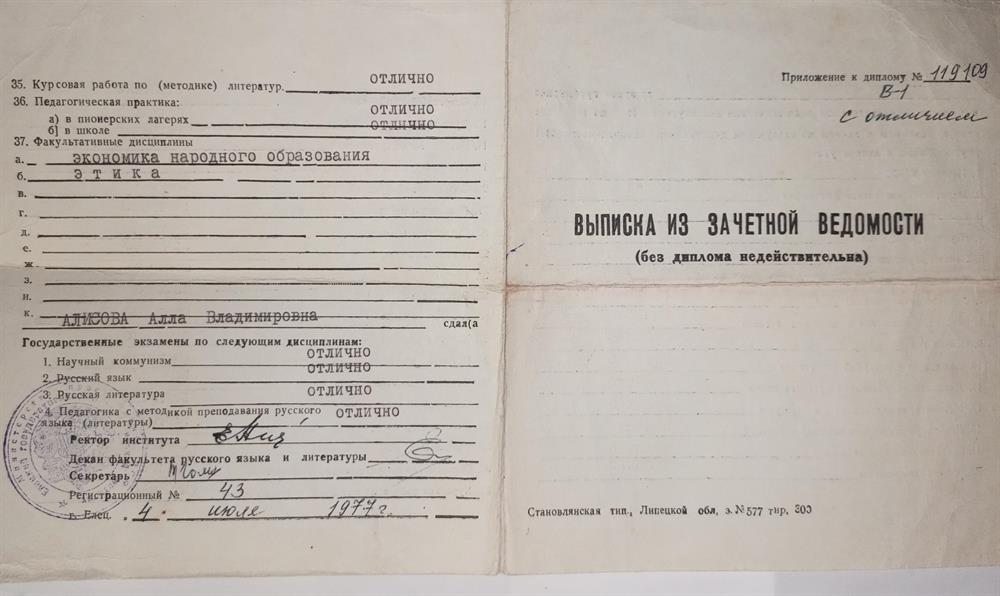 35. Курсовая работа по (методике) литератур. ОТЛИЧНО
36. Педагогическая практика:
а) в пионерских лагерях ОТЛИЧНО
б] в школе ОТЛИЧНО
37. Факультативные дисциплины
а. экономика народного образования
б. этика
в.
г.
д.
е.
ж.
з.
и.
к.
АЛИСОВА Алла Владимировна сдал(а
Государственные экзамены по следующим дисциплинам:
1. Научный коммунизм ОТЛИЧНО
2. Русский язык ОТЛИЧНО
3. Русская литература ОТЛИЧНО
4. Педагогика с методикой преподавания русского
языка (литературы) ОТЛИЧНО
Ректор института
Декан факультета русского языка и литературы
Секретарь
Регистрационный № 43
г. Елец. 4 июля 1977г.
Приложение к диплому № 119109
В-1
с отличием
ВЫПИСКА ИЗ ЗАЧЕТНОЙ ВЕДОМОСТИ
(без диплома недействительна)
Становлянская тип., Липецкой обл, з. №577 тир, 300